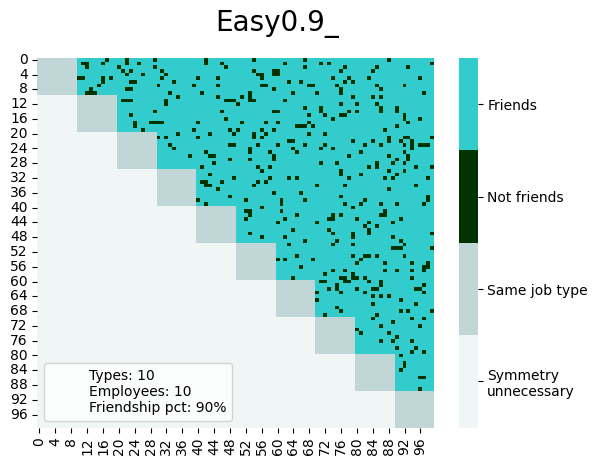 Easy0.9_
0
4
8
12
16
20
24
28
32
36
40
44
48
52
56
60
64
68
72
76
80
84
88
92
96
Types: 10
Employees: 10
Friendship pct: 90%
0 4 8 12 16 20 24 28 32 36 40 44 48 52 56 60 64 68 72 76 80 84 88 92 96
Friends
Not friends
Same job type
Symmetry
unnecessary